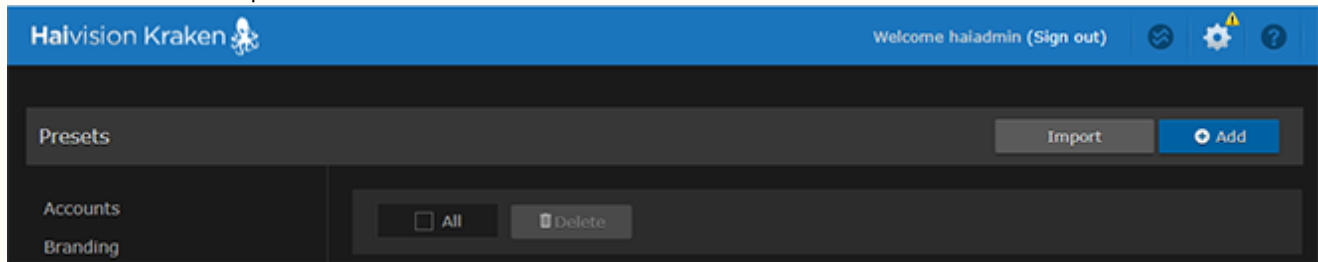 Haivision Kraken
Welcome haiadmin (Sign out)
Presets
Import
Add
Accounts
Branding
All
Delete